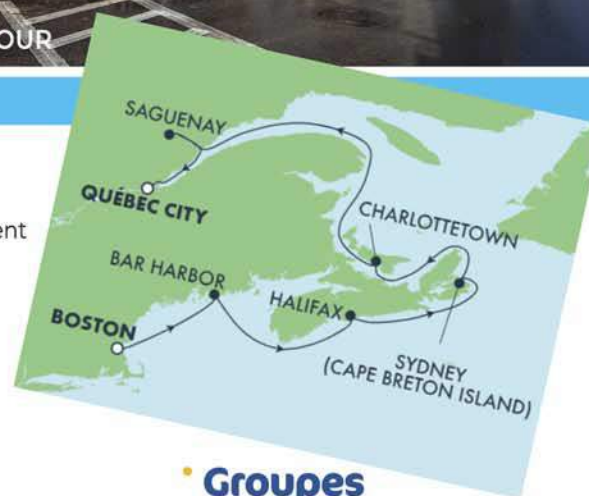 OUR
ent
SAGUENAY
QUÉBEC CITY
CHARLOTTETOWN
BAR HARBOR
HALIFAX
BOSTON
SYDNEY
(CAPE BRETON ISLAND)
Groupes